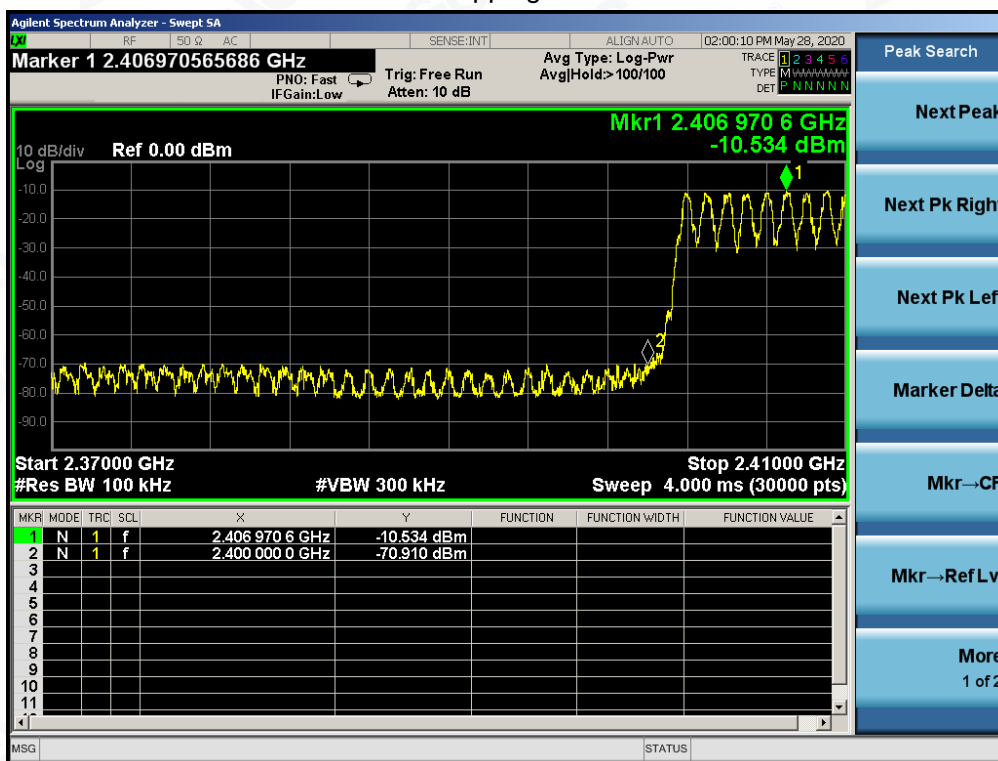 pping
Agilent Spectrum Analyzer - Swept SA
LXI RF 50 Ω AC SENSE:INT ALIGN AUTO 02:00:10 PM May 28, 2020
Marker 1 2.406970565686 GHz
PNO: Fast
IFGain:Low
Trig: Free Run
Atten: 10 dB
Avg Type: Log-Pwr
Avg|Hold:> 100/100
TRACE 1 2 3 4 5 6
TYPE M WWWWW
DET P N N N N N
Peak Search
Mkr1 2.406 970 6 GHz
-10.534 dBm
10 dB/div Ref 0.00 dBm
Log
1
-10.0
-20.0
-30.0
-40.0
-50.0
-60.0
2
-70.0
-80.0
-90.0
Start 2.37000 GHz Stop 2.41000 GHz
#Res BW 100 kHz #VBW 300 kHz Sweep 4.000 ms (30000 pts)
MKR MODE TRC SCL X Y FUNCTION FUNCTION WIDTH FUNCTION VALUE
1 N 1 f 2.406 970 6 GHz -10.534 dBm
2 N 1 f 2.400 000 0 GHz -70.910 dBm
3
4
5
6
7
8
9
10
11
MSG STATUS
Next Peak
Next Pk Right
Next Pk Lef
Marker Delta
Mkr→CF
Mkr→Ref Lv
More
1 of 2